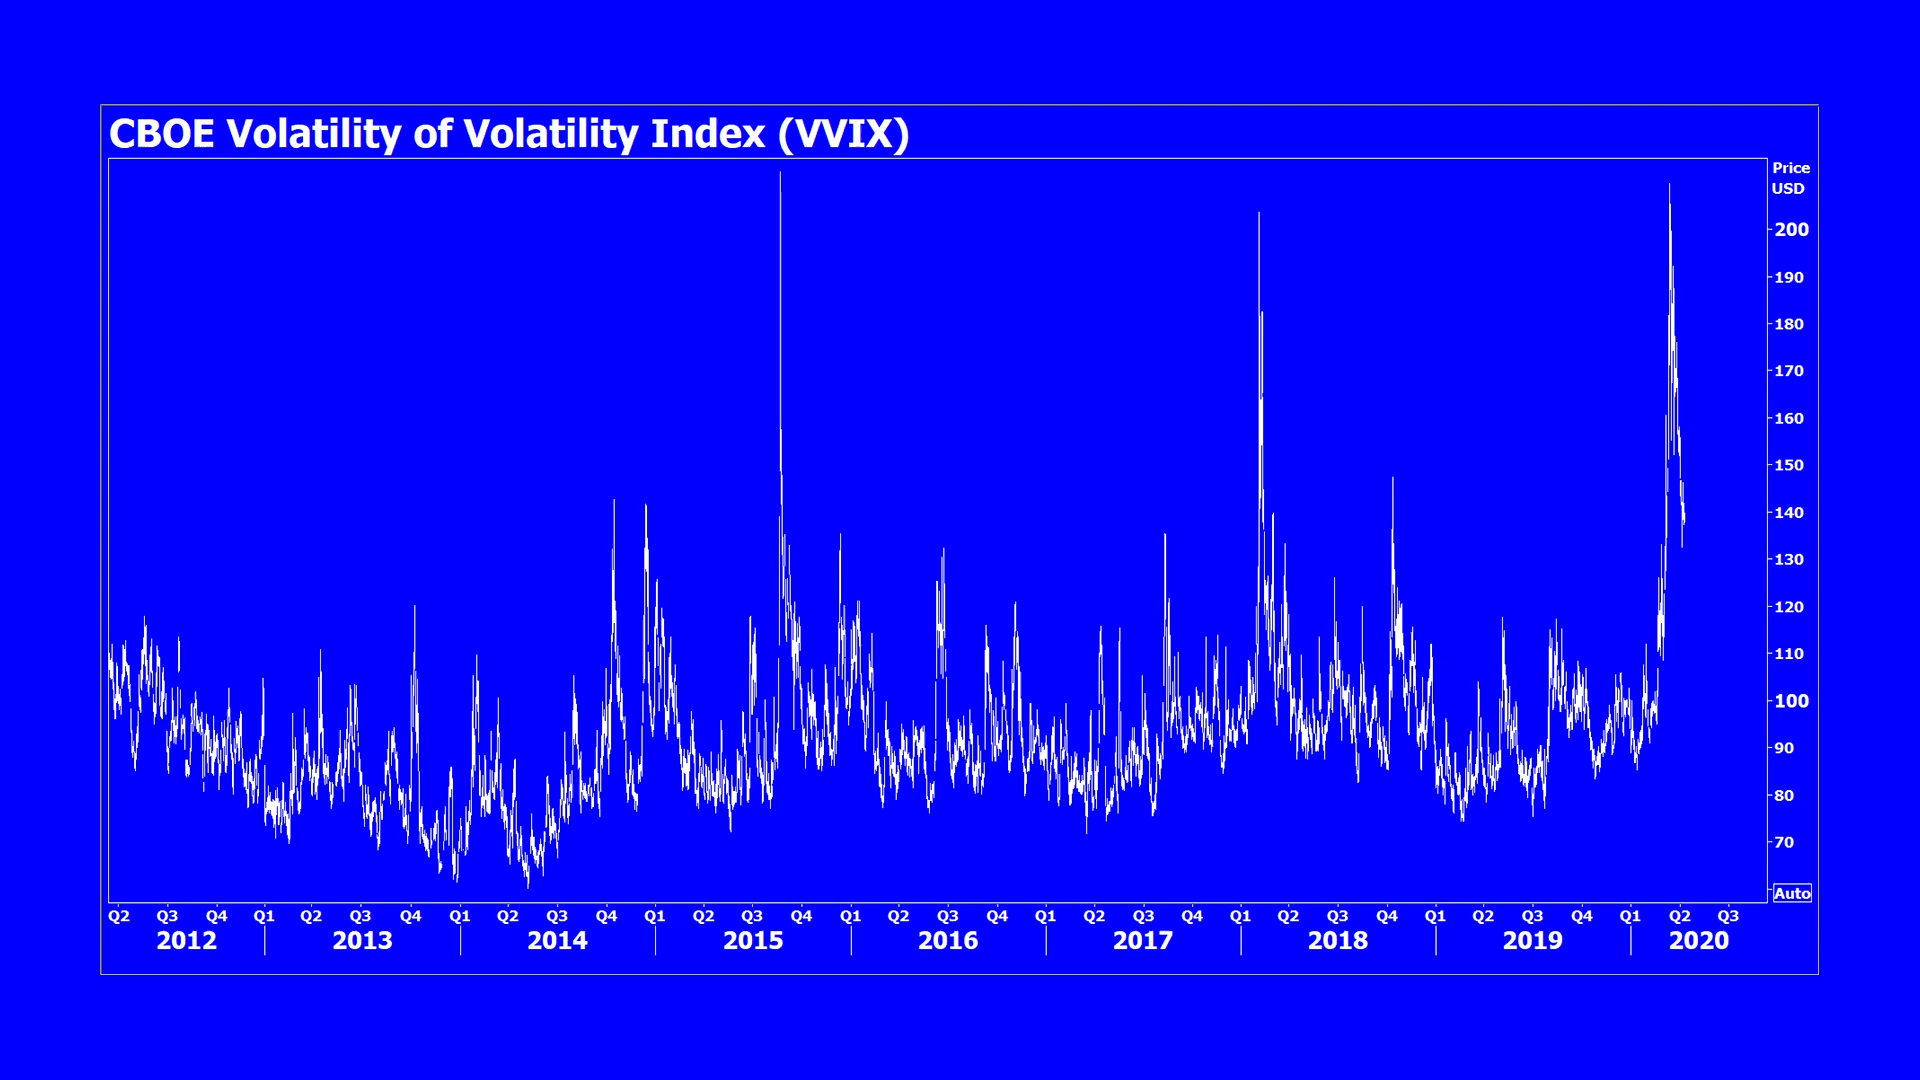 CBOE Volatility of Volatility Index (VVIX)
Price
USD
200
190
180
170
160
150
140
130
120
110
100
90
80
70
Auto
Q2 Q3 Q4 Q1 Q2 Q3 Q4 Q1 Q2 Q3 Q4 Q1 Q2 Q3 Q4 Q1 Q2 Q3 Q4 Q1 Q2 Q3 Q4 Q1 Q2 Q3 Q4 Q1 Q2 Q3 Q4 Q1 Q2 Q3
2012 2013 2014 2015 2016 2017 2018 2019 2020